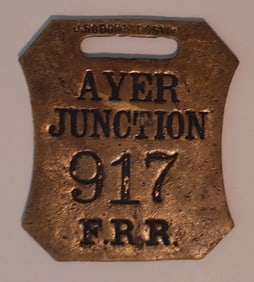 AYER
JUNCTION
917
F.R.R.